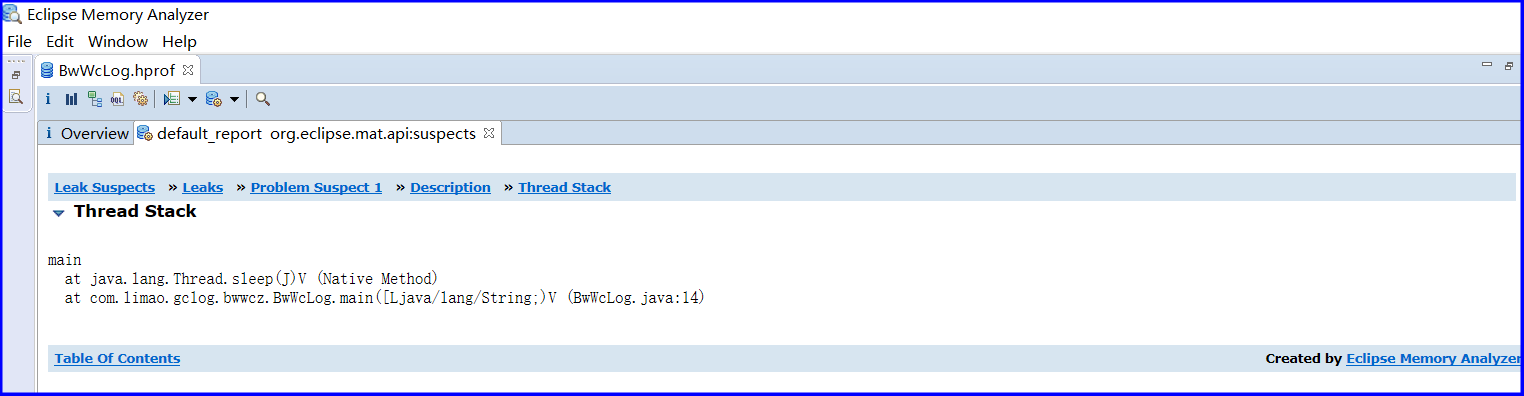 Eclipse Memory Analyzer
File Edit Window Help
BwWcLog.hprof
i OQL
i Overview default_report org.eclipse.mat.api:suspects
Leak Suspects » Leaks » Problem Suspect 1 » Description » Thread Stack
Thread Stack
main
at java.lang.Thread.sleep(J)V (Native Method)
at com.limao.gclog.bwwcz.BwWcLog.main([Ljava/lang/String;)V (BwWcLog.java:14)
Table Of Contents Created by Eclipse Memory Analyzer